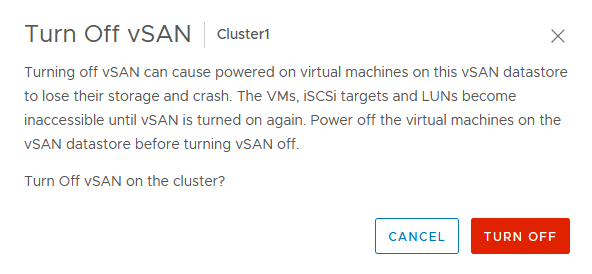 Turn Off vSAN Cluster1
Turning off vSAN can cause powered on virtual machines on this vSAN datastore
to lose their storage and crash. The VMs, iSCSi targets and LUNs become
inaccessible until vSAN is turned on again. Power off the virtual machines on the
vSAN datastore before turning vSAN off.
Turn Off vSAN on the cluster?
CANCEL TURN OFF